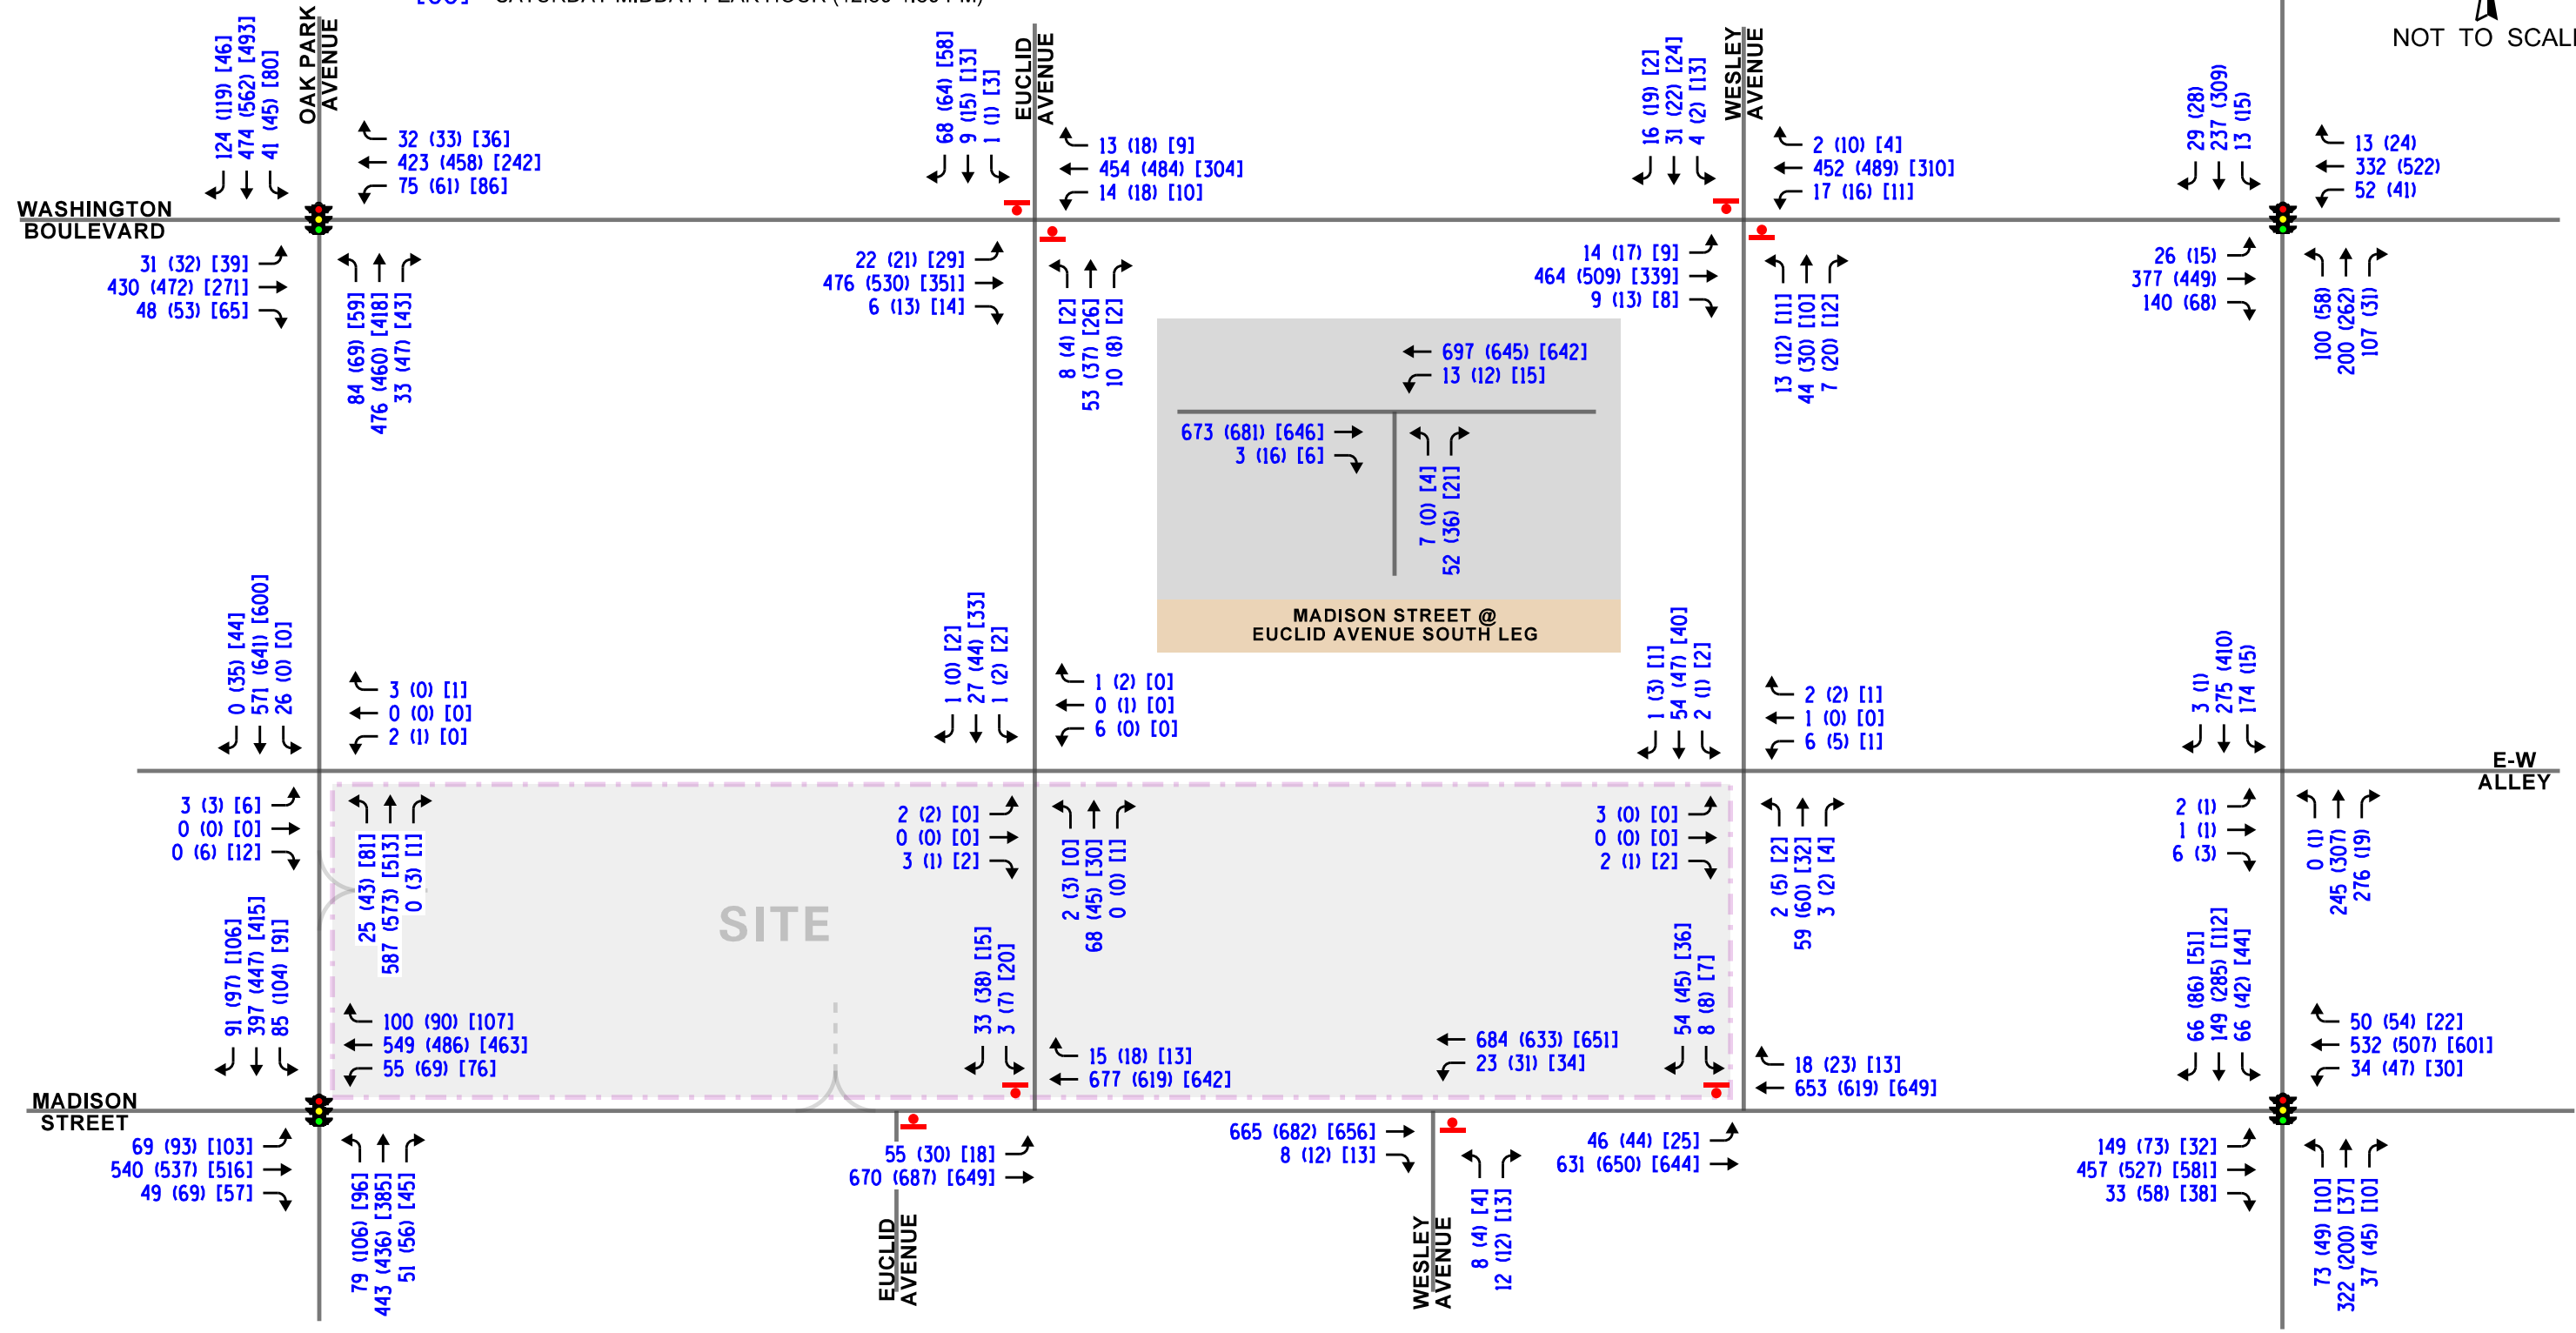 NOT TO SCAL
OAK PARK
AVENUE
EUCLID
AVENUE
WESLEY
AVENUE
124 (119) [46]
474 (562) [493]
41 (45) [80]
32 (33) [36]
423 (458) [242]
75 (61) [86]
68 (64) [58]
9 (15) [13]
1 (1) [3]
13 (18) [9]
454 (484) [304]
14 (18) [10]
16 (19) [2]
31 (22) [24]
4 (2) [13]
2 (10) [4]
452 (489) [310]
17 (16) [11]
29 (28)
237 (309)
13 (15)
13 (24)
332 (522)
52 (41)
WASHINGTON
BOULEVARD
31 (32) [39]
430 (472) [271]
48 (53) [65]
84 (69) [59]
476 (460) [418]
33 (47) [43]
22 (21) [29]
476 (530) [351]
6 (13) [14]
8 (4) [2]
53 (37) [26]
10 (8) [2]
14 (17) [9]
464 (509) [339]
9 (13) [8]
13 (12) [11]
44 (30) [10]
7 (20) [12]
26 (15)
377 (449)
140 (68)
100 (58)
200 (262)
107 (31)
697 (645) [642]
13 (12) [15]
673 (681) [646]
3 (16) [6]
7 (0) [4]
52 (36) [21]
MADISON STREET @
EUCLID AVENUE SOUTH LEG
0 (35) [44]
571 (641) [600]
26 (0) [0]
3 (0) [1]
0 (0) [0]
2 (1) [0]
1 (0) [2]
27 (44) [33]
1 (2) [2]
1 (2) [0]
0 (1) [0]
6 (0) [0]
1 (3) [1]
54 (47) [40]
2 (1) [2]
2 (2) [1]
1 (0) [0]
6 (5) [1]
3 (1)
275 (410)
174 (15)
E-W
ALLEY
3 (3) [6]
0 (0) [0]
0 (6) [12]
25 (43) [81]
587 (573) [513]
0 (3) [1]
2 (2) [0]
0 (0) [0]
3 (1) [2]
2 (3) [0]
68 (45) [30]
0 (0) [1]
3 (0) [0]
0 (0) [0]
2 (1) [2]
2 (5) [2]
59 (60) [32]
3 (2) [4]
2 (1)
1 (1)
6 (3)
0 (1)
245 (307)
276 (19)
SITE
91 (97) [106]
397 (447) [415]
85 (104) [91]
100 (90) [107]
549 (486) [463]
55 (69) [76]
33 (38) [15]
3 (7) [20]
15 (18) [13]
677 (619) [642]
684 (633) [651]
23 (31) [34]
54 (45) [36]
8 (8) [7]
18 (23) [13]
653 (619) [649]
66 (86) [51]
149 (285) [112]
66 (42) [44]
50 (54) [22]
532 (507) [601]
34 (47) [30]
MADISON
STREET
69 (93) [103]
540 (537) [516]
49 (69) [57]
79 (106) [96]
443 (436) [385]
51 (56) [45]
55 (30) [18]
670 (687) [649]
EUCLID
AVENUE
665 (682) [656]
8 (12) [13]
WESLEY
AVENUE
8 (4) [4]
12 (12) [13]
46 (44) [25]
631 (650) [644]
149 (73) [32]
457 (527) [581]
33 (58) [38]
73 (49) [10]
322 (200) [37]
37 (45) [10]